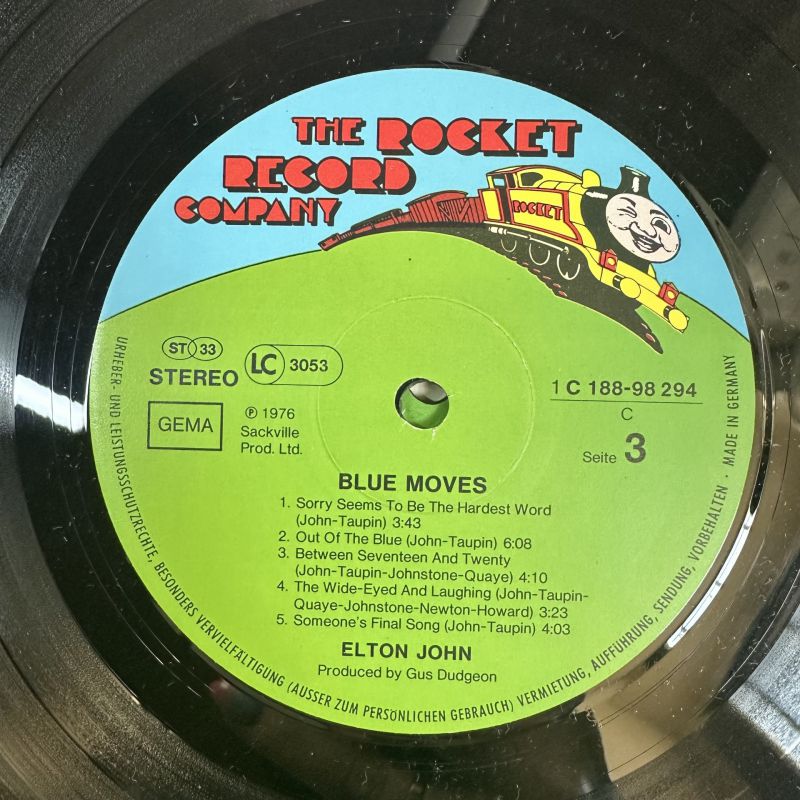 THE ROCKET
RECORD
COMPANY
ROCKET
ST 33
STEREO
LC 3053
GEMA
℗ 1976
Sackville
Prod. Ltd.
1 C 188-98 294
C
Seite 3
BLUE MOVES
1. Sorry Seems To Be The Hardest Word
(John-Taupin) 3:43
2. Out Of The Blue (John-Taupin) 6:08
3. Between Seventeen And Twenty
(John-Taupin-Johnstone-Quaye) 4:10
4. The Wide-Eyed And Laughing (John-Taupin-
Quaye-Johnstone-Newton-Howard) 3:23
5. Someone's Final Song (John-Taupin) 4:03
ELTON JOHN
Produced by Gus Dudgeon
URHEBER- UND LEISTUNGSSCHUTZRECHTE, BESONDERS VERVIELFÄLTIGUNG (AUSSER ZUM PERSÖNLICHEN GEBRAUCH) VERMIETUNG, AUFFÜHRUNG, SENDUNG, VORBEHALTEN · MADE IN GERMANY